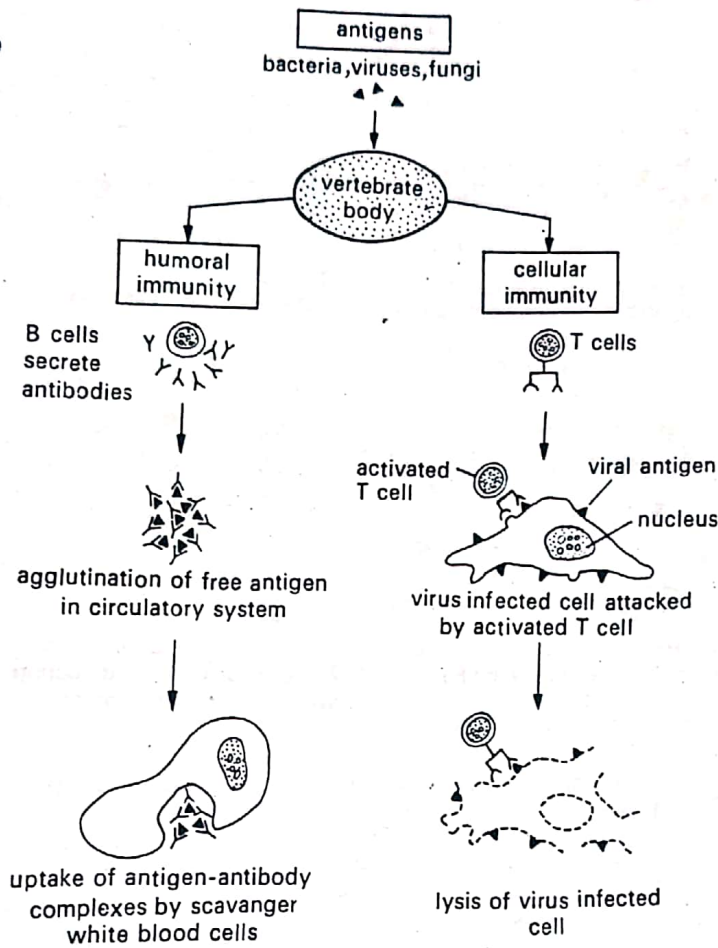 antigens
bacteria,viruses,fungi
vertebrate
body
humoral
immunity
cellular
immunity
B cells
secrete
antibodies
T cells
activated
T cell
viral antigen
nucleus
agglutination of free antigen
in circulatory system
virus infected cell attacked
by activated T cell
uptake of antigen-antibody
complexes by scavanger
white blood cells
lysis of virus infected
cell